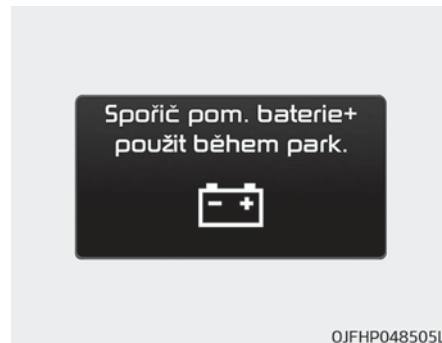 Spořič pom. baterie+
použit během park.
- +
OJFHP048505L